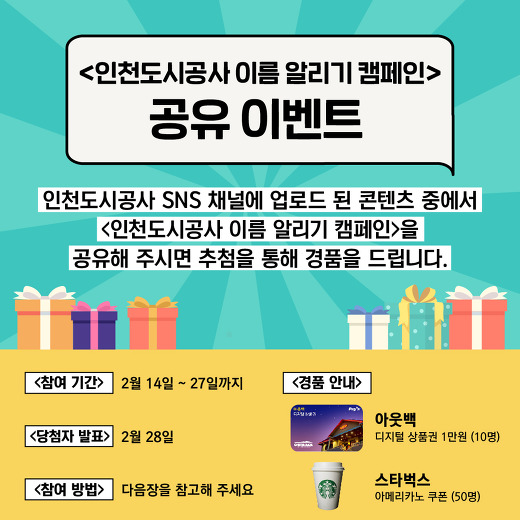 <인천도시공사 이름 알리기 캠페인>
공유 이벤트
인천도시공사 SNS 채널에 업로드 된 콘텐츠 중에서
<인천도시공사 이름 알리기 캠페인>을
공유해 주시면 추첨을 통해 경품을 드립니다.
<참여 기간> 2월 14일 ~ 27일까지
<당첨자 발표> 2월 28일
<참여 방법> 다음장을 참고해 주세요
<경품 안내>
디지털 상품권
아웃백
디지털 상품권 1만원 (10명)
스타벅스
아메리카노 쿠폰 (50명)